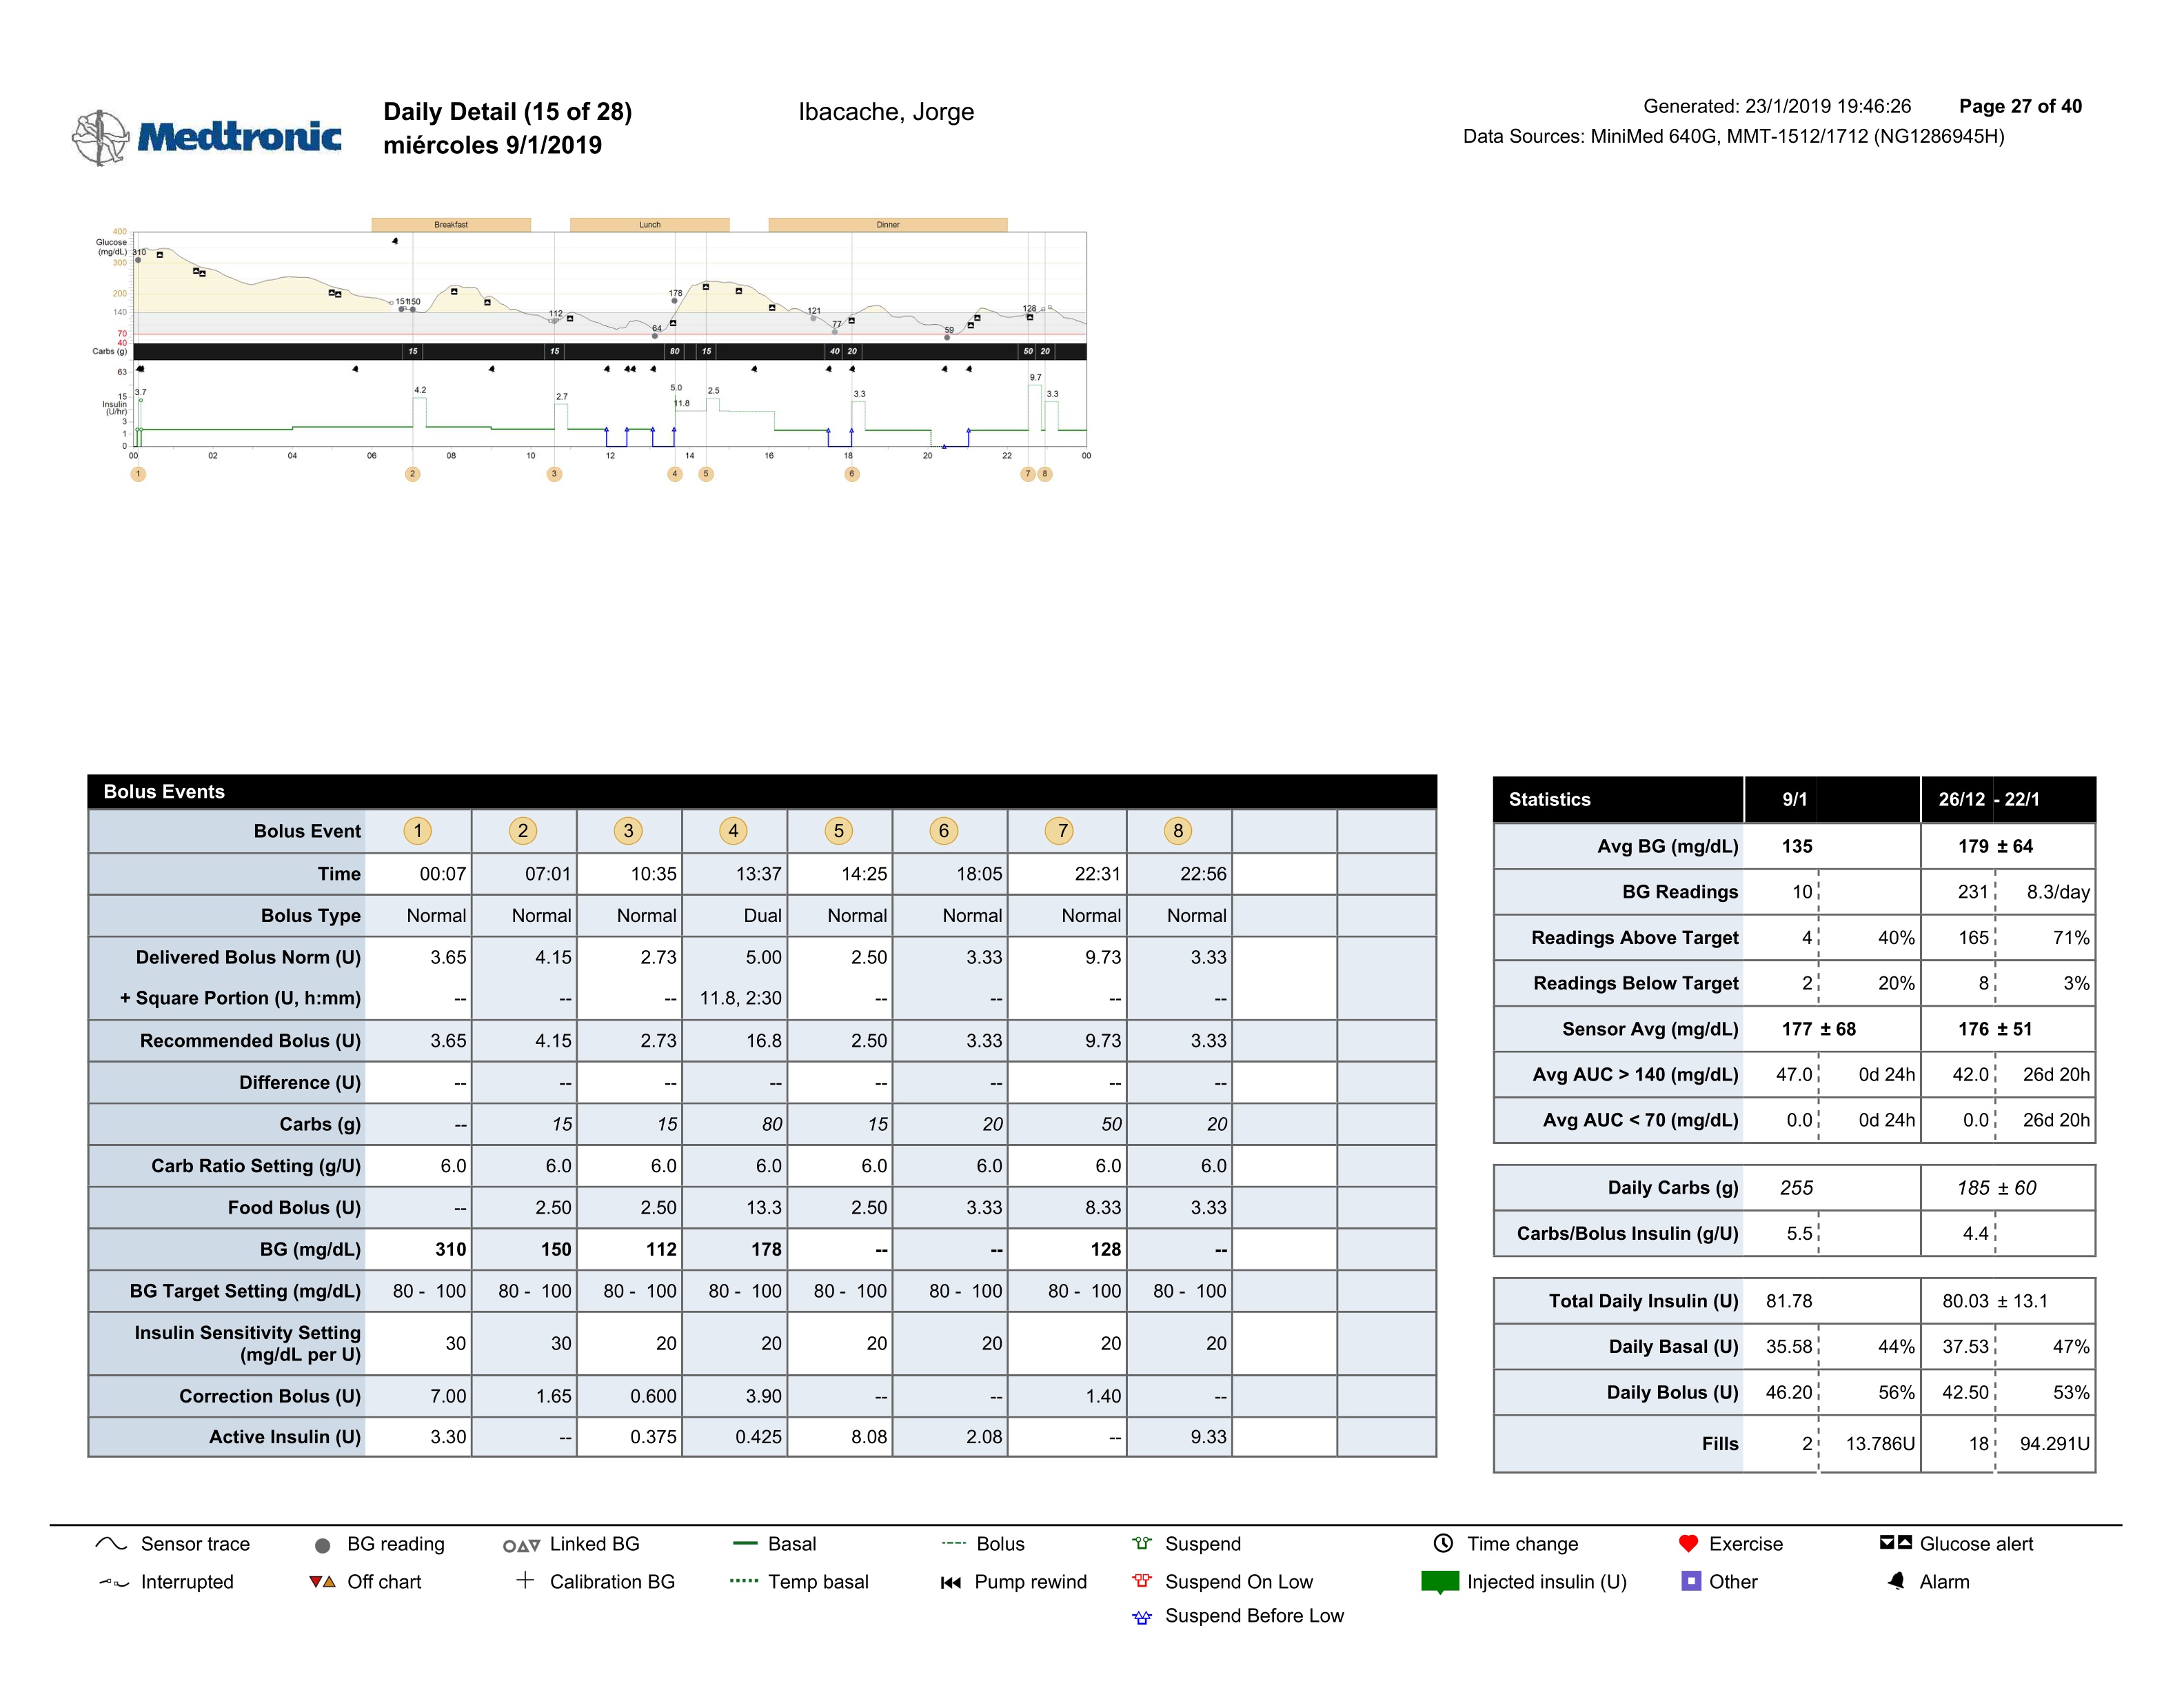 Medtronic
Daily Detail (15 of 28)
miércoles 9/1/2019
Ibacache, Jorge
Generated: 23/1/2019 19:46:26 Page 27 of 40
Data Sources: MiniMed 640G, MMT-1512/1712 (NG1286945H)
Breakfast Lunch Dinner
400
Glucose
(mg/dL)
300
200
140
70
40
310 151 150 112 64 178 121 77 59 128
Carbs (g) 15 15 80 15 40 20 50 20
63
15
Insulin
(U/hr)
3
1
0
3.7 4.2 2.7 5.0 11.8 2.5 3.3 9.7 3.3
00 02 04 06 08 10 12 14 16 18 20 22 00
1 2 3 4 5 6 7 8
Bolus Events
Bolus Event 1 2 3 4 5 6 7 8
Time 00:07 07:01 10:35 13:37 14:25 18:05 22:31 22:56
Bolus Type Normal Normal Normal Dual Normal Normal Normal Normal
Delivered Bolus Norm (U) 3.65 4.15 2.73 5.00 2.50 3.33 9.73 3.33
+ Square Portion (U, h:mm) -- -- -- 11.8, 2:30 -- -- -- --
Recommended Bolus (U) 3.65 4.15 2.73 16.8 2.50 3.33 9.73 3.33
Difference (U) -- -- -- -- -- -- -- --
Carbs (g) -- 15 15 80 15 20 50 20
Carb Ratio Setting (g/U) 6.0 6.0 6.0 6.0 6.0 6.0 6.0 6.0
Food Bolus (U) -- 2.50 2.50 13.3 2.50 3.33 8.33 3.33
BG (mg/dL) 310 150 112 178 -- -- 128 --
BG Target Setting (mg/dL) 80 - 100 80 - 100 80 - 100 80 - 100 80 - 100 80 - 100 80 - 100 80 - 100
Insulin Sensitivity Setting
(mg/dL per U) 30 30 20 20 20 20 20 20
Correction Bolus (U) 7.00 1.65 0.600 3.90 -- -- 1.40 --
Active Insulin (U) 3.30 -- 0.375 0.425 8.08 2.08 -- 9.33
Statistics 9/1 26/12 - 22/1
Avg BG (mg/dL) 135 179 ± 64
BG Readings 10 231 8.3/day
Readings Above Target 4 40% 165 71%
Readings Below Target 2 20% 8 3%
Sensor Avg (mg/dL) 177 ± 68 176 ± 51
Avg AUC > 140 (mg/dL) 47.0 0d 24h 42.0 26d 20h
Avg AUC < 70 (mg/dL) 0.0 0d 24h 0.0 26d 20h
Daily Carbs (g) 255 185 ± 60
Carbs/Bolus Insulin (g/U) 5.5 4.4
Total Daily Insulin (U) 81.78 80.03 ± 13.1
Daily Basal (U) 35.58 44% 37.53 47%
Daily Bolus (U) 46.20 56% 42.50 53%
Fills 2 13.786U 18 94.291U
Sensor trace BG reading Linked BG Basal Bolus Suspend Time change Exercise Glucose alert
Interrupted Off chart Calibration BG Temp basal Pump rewind Suspend On Low Injected insulin (U) Other Alarm
Suspend Before Low